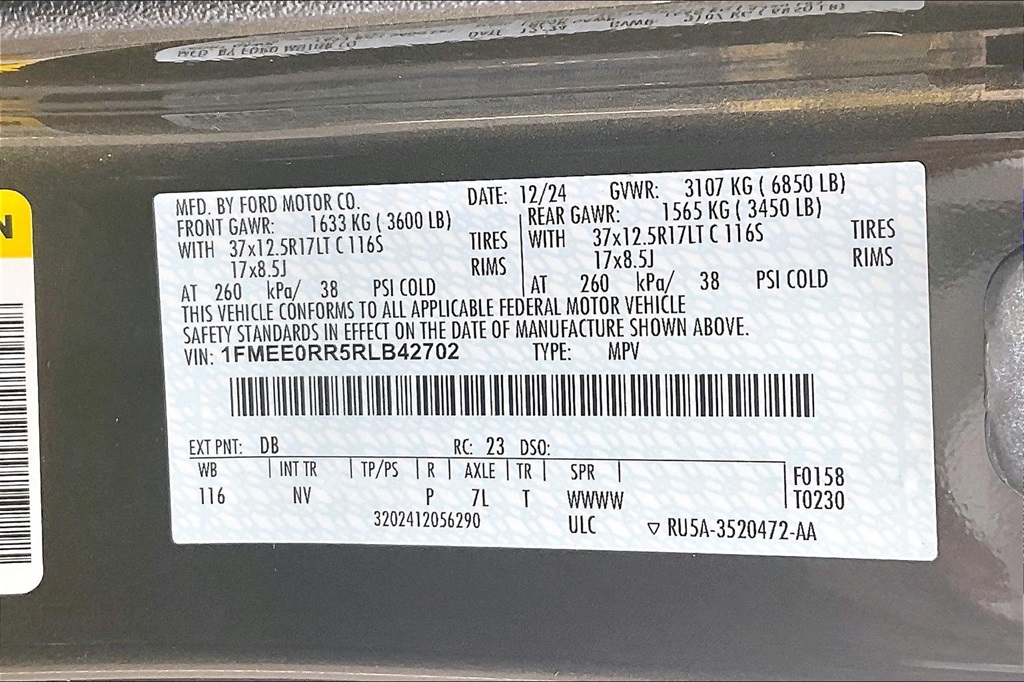 MFD. BY FORD MOTOR CO. DATE: 12/24 GVWR: 3107 KG ( 6850 LB)
FRONT GAWR: 1633 KG ( 3600 LB) REAR GAWR: 1565 KG ( 3450 LB)
WITH 37x12.5R17LT C 116S TIRES WITH 37x12.5R17LT C 116S TIRES
17x8.5J RIMS 17x8.5J RIMS
AT 260 kPa/ 38 PSI COLD AT 260 kPa/ 38 PSI COLD
THIS VEHICLE CONFORMS TO ALL APPLICABLE FEDERAL MOTOR VEHICLE
SAFETY STANDARDS IN EFFECT ON THE DATE OF MANUFACTURE SHOWN ABOVE.
VIN: 1FMEE0RR5RLB42702 TYPE: MPV
EXT PNT: DB RC: 23 DSO:
WB INT TR TP/PS R AXLE TR SPR F0158
116 NV P 7L T WWWW T0230
3202412056290 ULC RU5A-3520472-AA
N